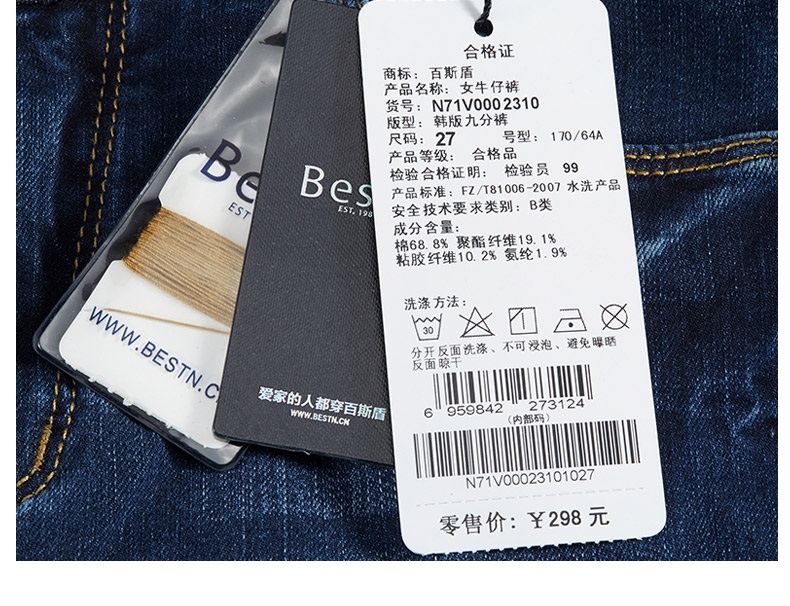 合格证
商标：百斯盾
产品名称：女牛仔裤
货号：N71V0002310
版型：韩版九分裤
尺码：27 号型：170/64A
产品等级：合格品
检验合格证明：检验员 99
产品标准：FZ/T81006-2007 水洗产品
安全技术要求类别：B类
成分含量：
棉68.8% 聚酯纤维19.1%
粘胶纤维10.2% 氨纶1.9%
洗涤方法：
30
分开反面洗涤、不可浸泡、避免曝晒
反面晾干
6 959842 273124
(内部码)
N71V00023101027
零售价：￥298 元
Bes
EST. 198
爱家的人都穿百斯盾
WWW.BESTN.CN
Be
EST
WWW.BESTN.C